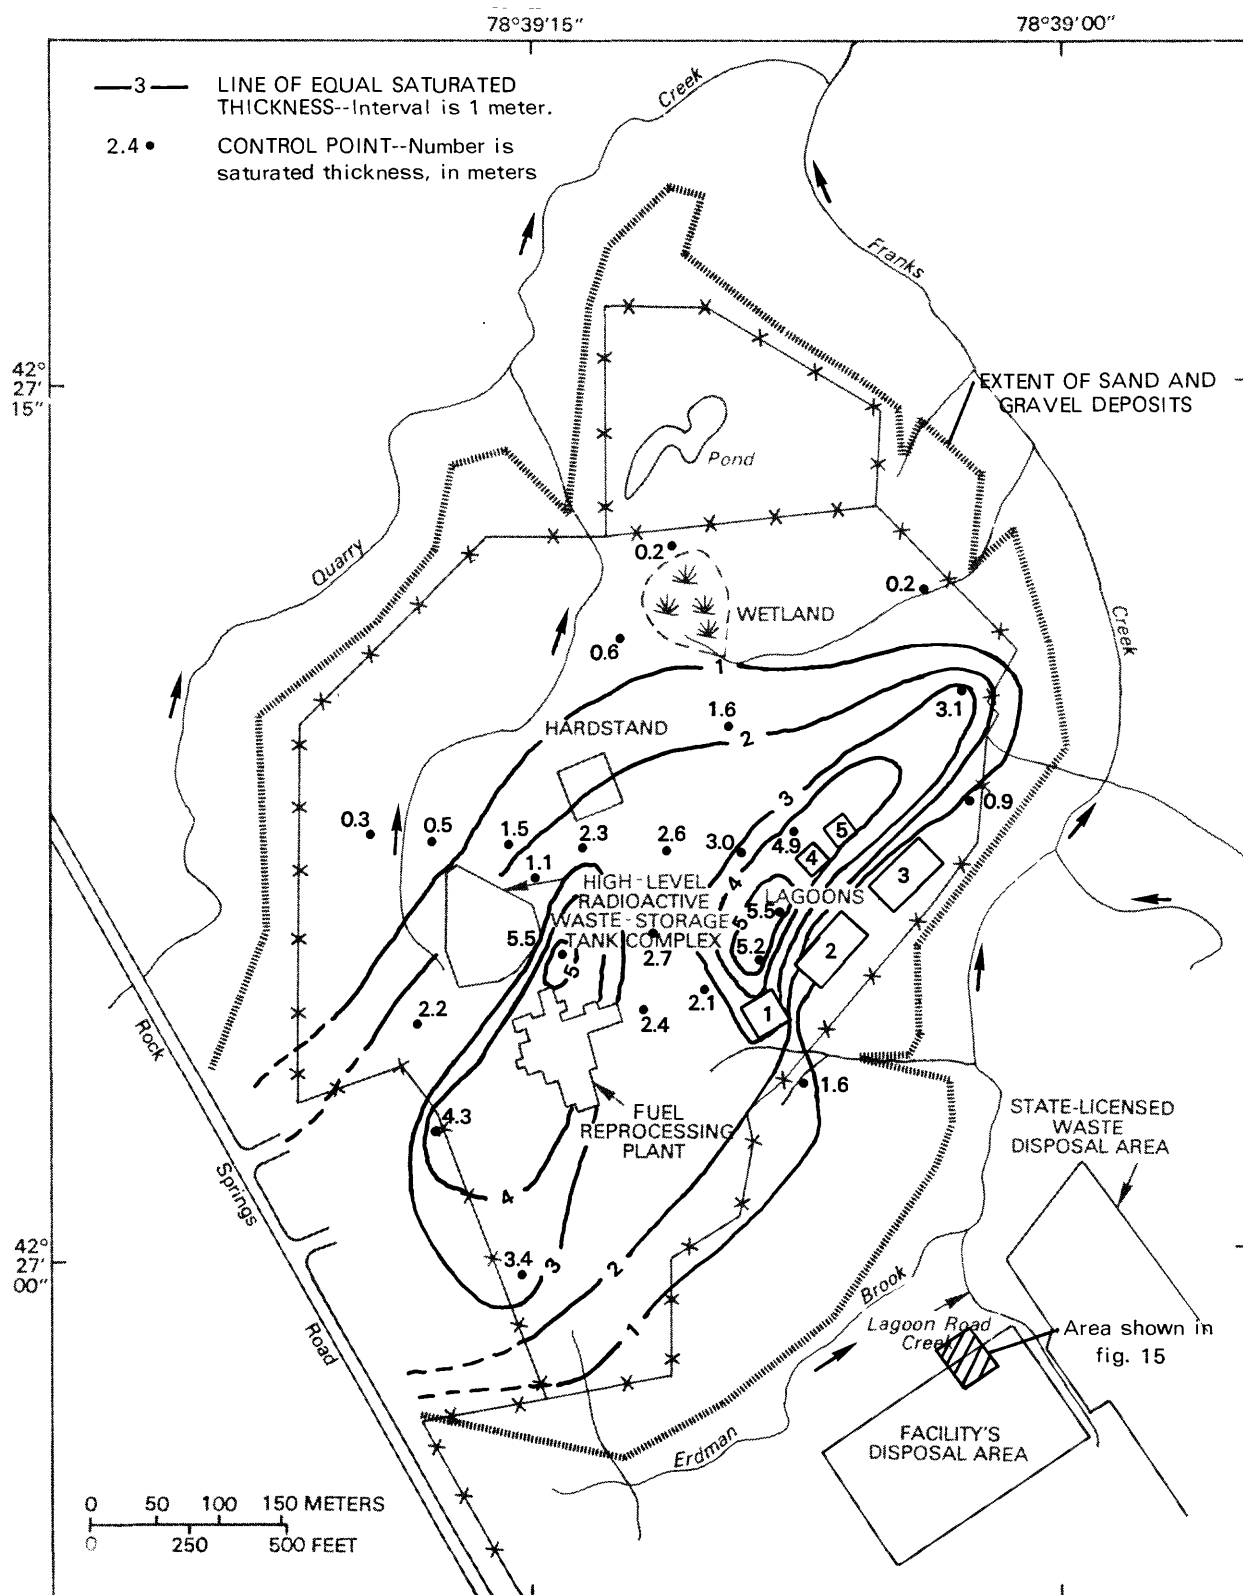 78°39'15" 78°39'00"
—3— LINE OF EQUAL SATURATED
THICKNESS--Interval is 1 meter.
2.4 • CONTROL POINT--Number is
saturated thickness, in meters
Creek
Franks
42°
27'
15"
EXTENT OF SAND AND
GRAVEL DEPOSITS
Pond
Quarry
0.2
0.2
WETLAND
Creek
0.6
1
3.1
1.6
HARDSTAND
2
3
0.9
0.3
0.5
1.5
2.3
2.6
3.0
4.9
5
4
3
1.1
4
HIGH-LEVEL
RADIOACTIVE
WASTE-STORAGE
TANK COMPLEX
LAGOONS
5.5
5
5.5
5.2
2
5
2.7
2.1
1
2.2
2.4
Rock
1.6
4.3
FUEL
REPROCESSING
PLANT
STATE-LICENSED
WASTE
DISPOSAL AREA
Springs
4
42°
27'
00"
3.4
3
2
1
Brook
Lagoon Road
Creek
Area shown in
fig. 15
Road
Erdman
FACILITY'S
DISPOSAL AREA
0 50 100 150 METERS
0 250 500 FEET